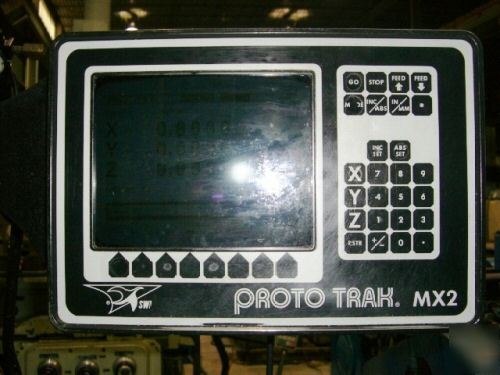 GO STOP FEED FEED
INC/ABS IN/MM
INC SET ABS SET
X 7 8 9
Y 4 5 6
Z 1 2 3
RSTR +/- 0 .
X
Y
Z
SWI
PROTO TRAK® MX2